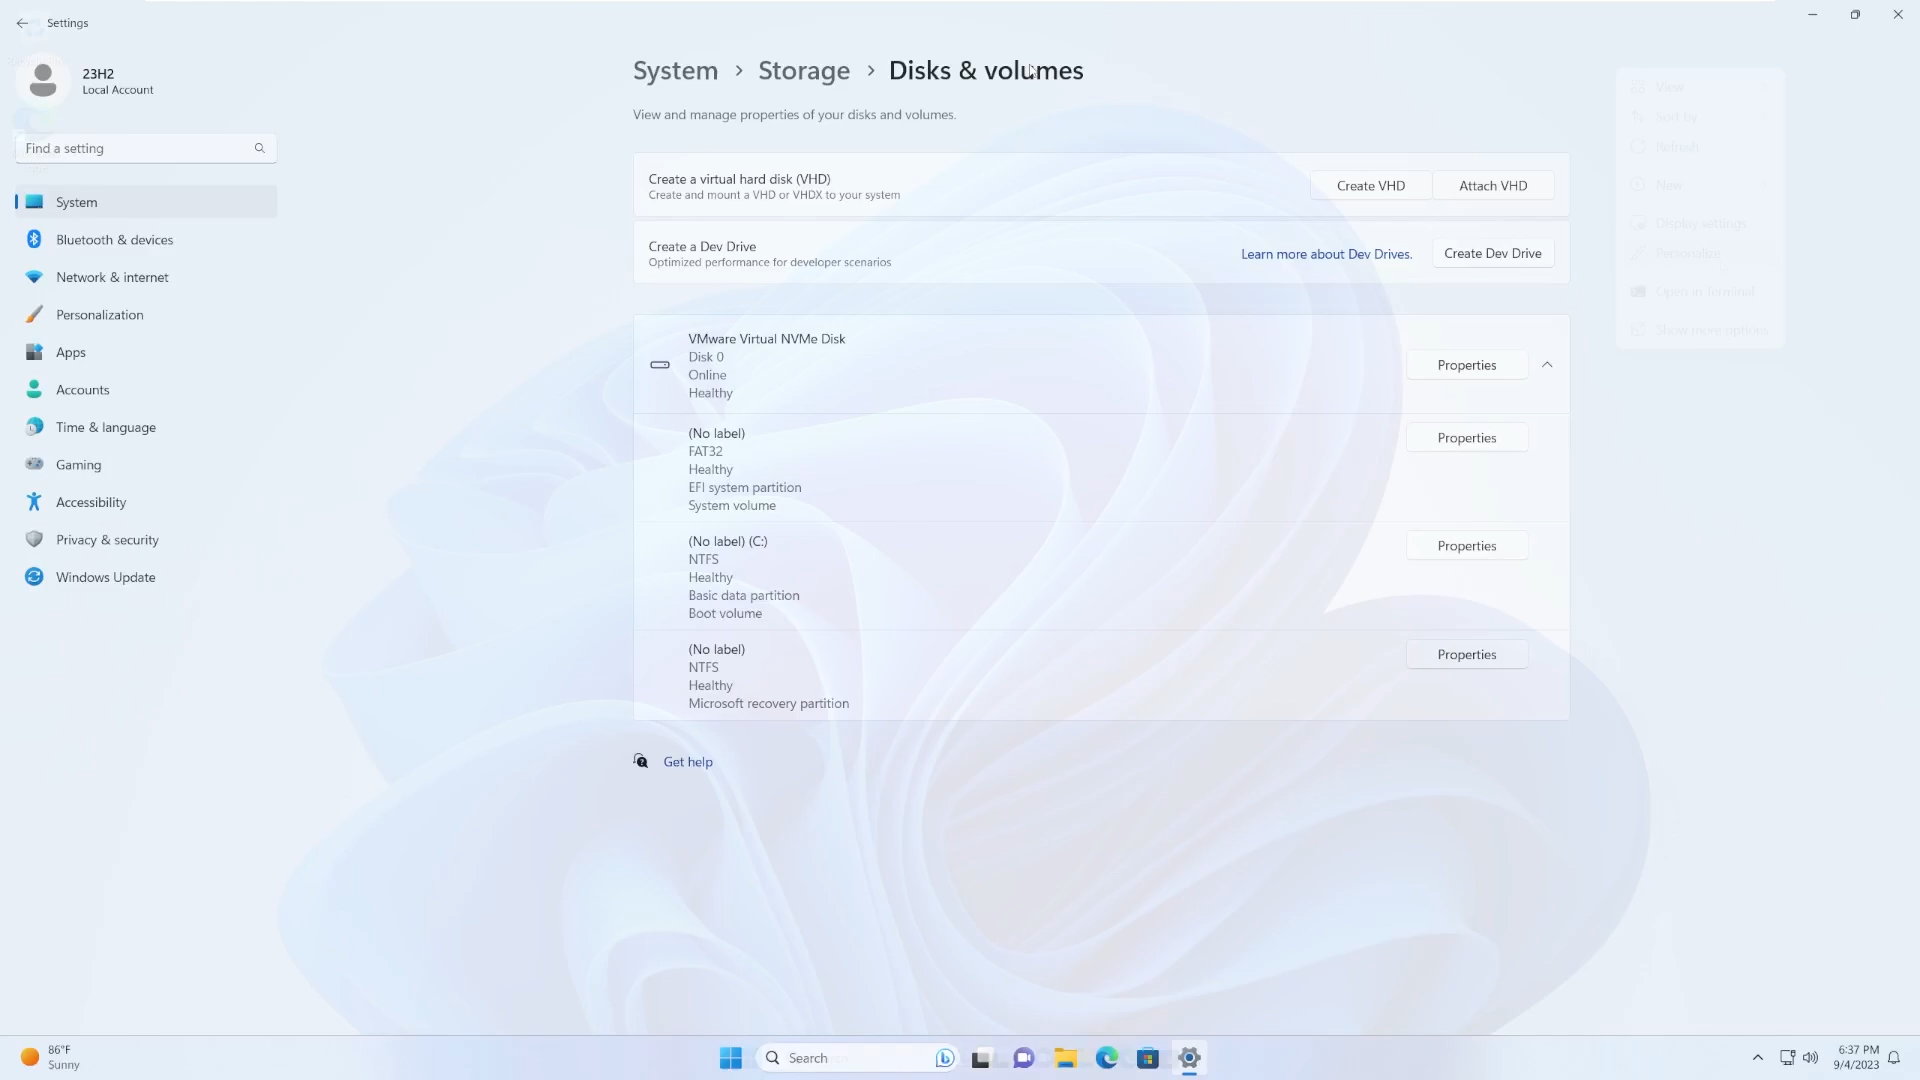 Settings
23H2
Local Account
Find a setting
System
Bluetooth & devices
Network & internet
Personalization
Apps
Accounts
Time & language
Gaming
Accessibility
Privacy & security
Windows Update
System > Storage > Disks & volumes
View and manage properties of your disks and volumes.
Create a virtual hard disk (VHD)
Create and mount a VHD or VHDX to your system
Create VHD
Attach VHD
Create a Dev Drive
Optimized performance for developer scenarios
Learn more about Dev Drives.
Create Dev Drive
VMware Virtual NVMe Disk
Disk 0
Online
Healthy
Properties
(No label)
FAT32
Healthy
EFI system partition
System volume
Properties
(No label) (C:)
NTFS
Healthy
Basic data partition
Boot volume
Properties
(No label)
NTFS
Healthy
Microsoft recovery partition
Properties
Get help
View
Sort by
Refresh
New
Display settings
Personalize
Open in Terminal
Show more options
86°F
Sunny
Search
6:37 PM
9/4/2023